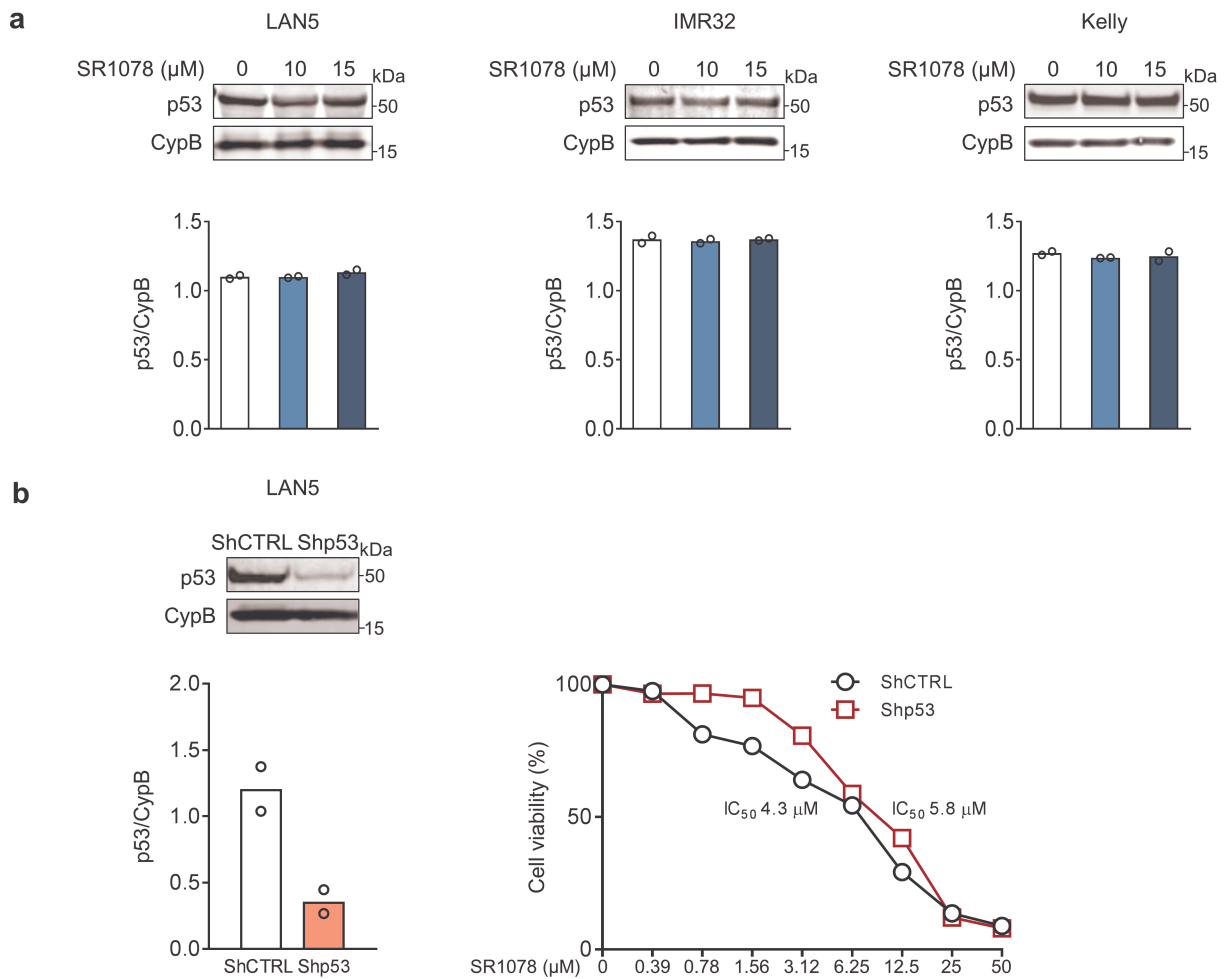 a
LAN5
IMR32
Kelly
SR1078 (μM) 0 10 15 kDa
p53 -50
CypB -15
SR1078 (μM) 0 10 15 kDa
p53 -50
CypB -15
SR1078 (μM) 0 10 15 kDa
p53 -50
CypB -15
p53/CypB
1.5
1.0
0.5
0.0
p53/CypB
1.5
1.0
0.5
0.0
p53/CypB
1.5
1.0
0.5
0.0
b
LAN5
ShCTRL Shp53 kDa
p53 -50
CypB -15
p53/CypB
2.0
1.5
1.0
0.5
0.0
ShCTRL Shp53
Cell viability (%)
100
50
0
ShCTRL
Shp53
IC50 4.3 μM
IC50 5.8 μM
SR1078 (μM) 0 0.39 0.78 1.56 3.12 6.25 12.5 25 50